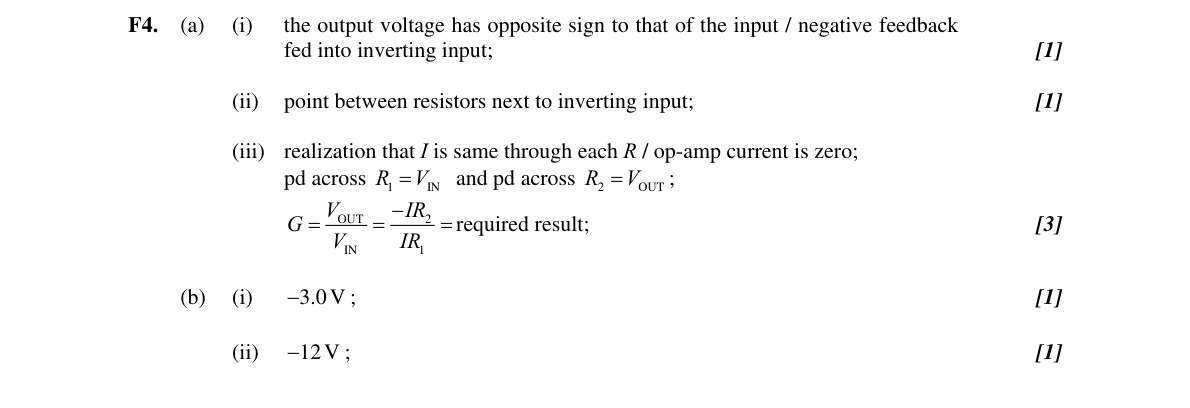 F4. (a) (i) the output voltage has opposite sign to that of the input / negative feedback
fed into inverting input; [1]
(ii) point between resistors next to inverting input; [1]
(iii) realization that I is same through each R / op-amp current is zero;
pd across R₁ = V_IN and pd across R₂ = V_OUT ;
G = V_OUT / V_IN = −IR₂ / IR₁ = required result; [3]
(b) (i) −3.0 V ; [1]
(ii) −12 V ; [1]